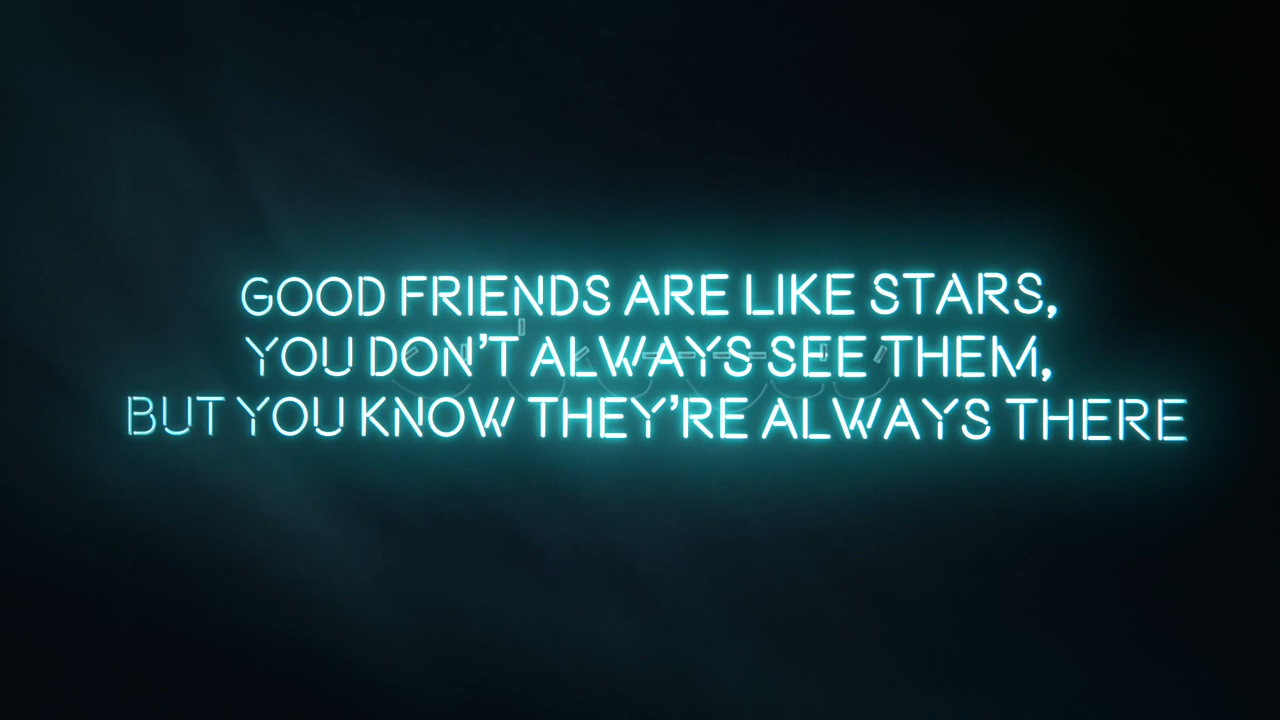 GOOD FRIENDS ARE LIKE STARS,
YOU DON'T ALWAYS SEE THEM,
BUT YOU KNOW THEY'RE ALWAYS THERE